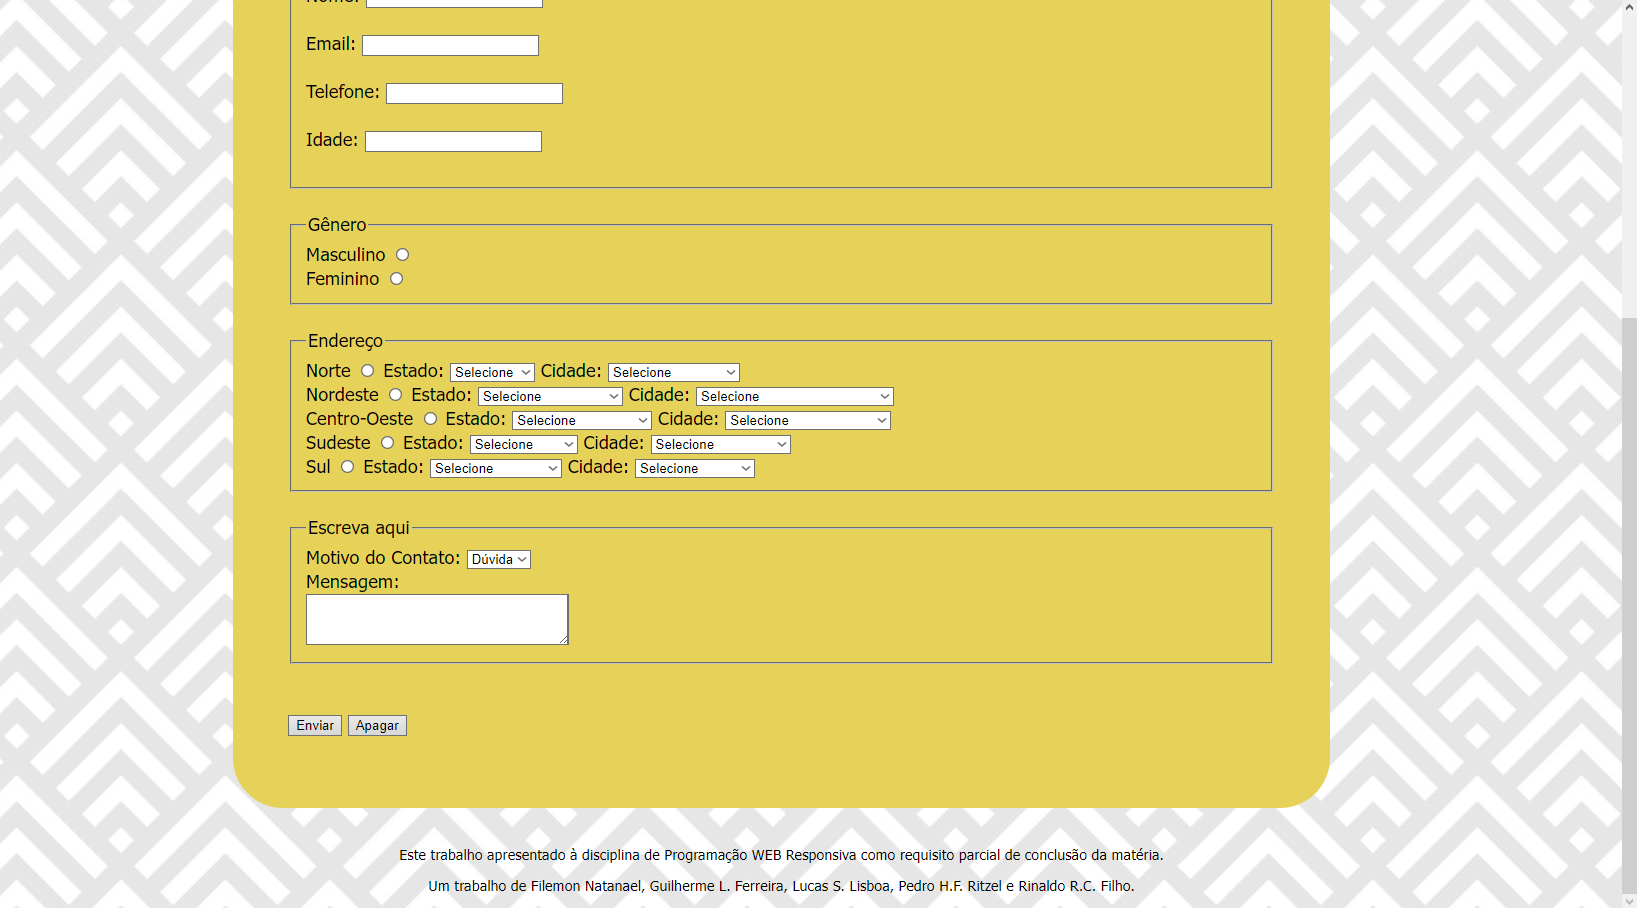 Email:
Telefone:
Idade:
Gênero
Masculino
Feminino
Endereço
Norte Estado: Selecione Cidade: Selecione
Nordeste Estado: Selecione Cidade: Selecione
Centro-Oeste Estado: Selecione Cidade: Selecione
Sudeste Estado: Selecione Cidade: Selecione
Sul Estado: Selecione Cidade: Selecione
Escreva aqui
Motivo do Contato: Dúvida
Mensagem:
Enviar Apagar
Este trabalho apresentado à disciplina de Programação WEB Responsiva como requisito parcial de conclusão da matéria.
Um trabalho de Filemon Natanael, Guilherme L. Ferreira, Lucas S. Lisboa, Pedro H.F. Ritzel e Rinaldo R.C. Filho.